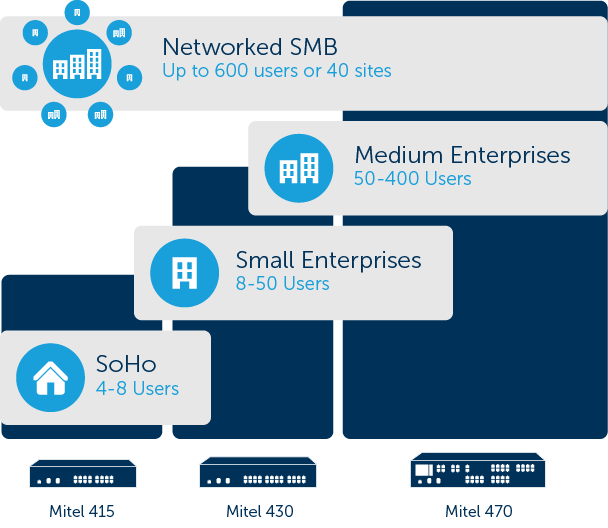 Networked SMB
Up to 600 users or 40 sites
Medium Enterprises
50-400 Users
Small Enterprises
8-50 Users
SoHo
4-8 Users
Mitel 415
Mitel 430
Mitel 470